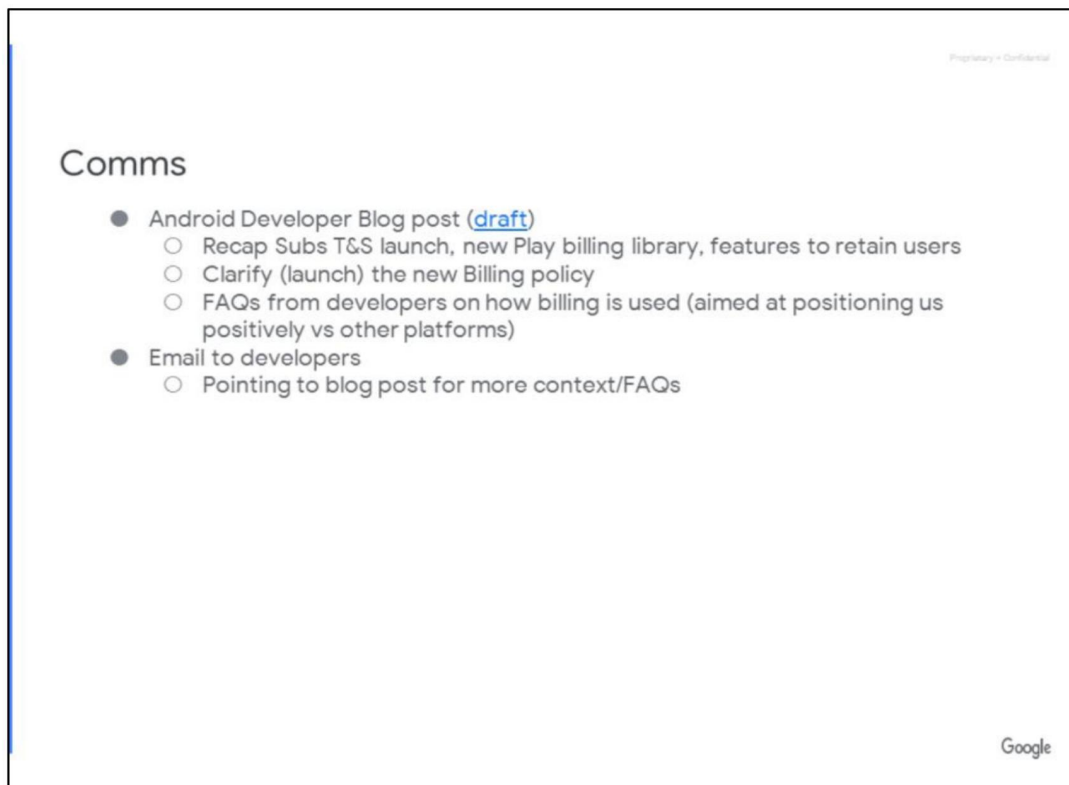 Proprietary + Confidential
Comms
● Android Developer Blog post (draft)
○ Recap Subs T&S launch, new Play billing library, features to retain users
○ Clarify (launch) the new Billing policy
○ FAQs from developers on how billing is used (aimed at positioning us
positively vs other platforms)
● Email to developers
○ Pointing to blog post for more context/FAQs
Google